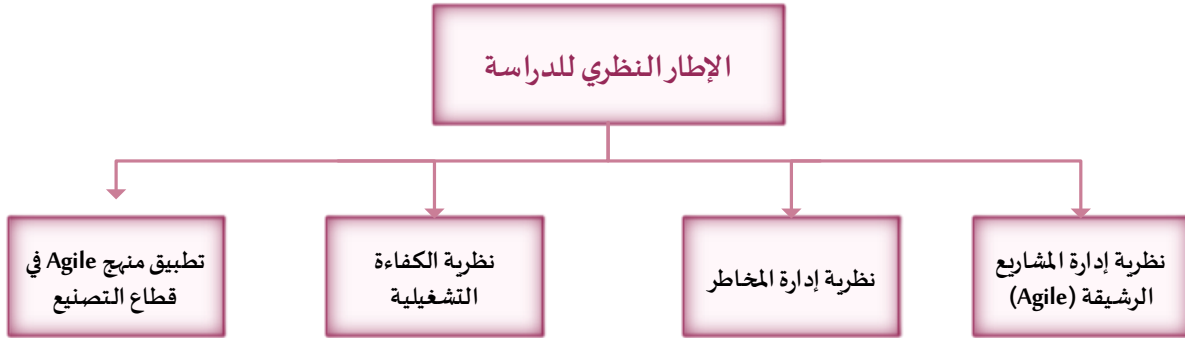 الإطار النظري للدراسة
نظرية إدارة المشاريع
الرشيقة (Agile)
نظرية إدارة المخاطر
نظرية الكفاءة
التشغيلية
تطبيق منهج Agile في
قطاع التصنيع